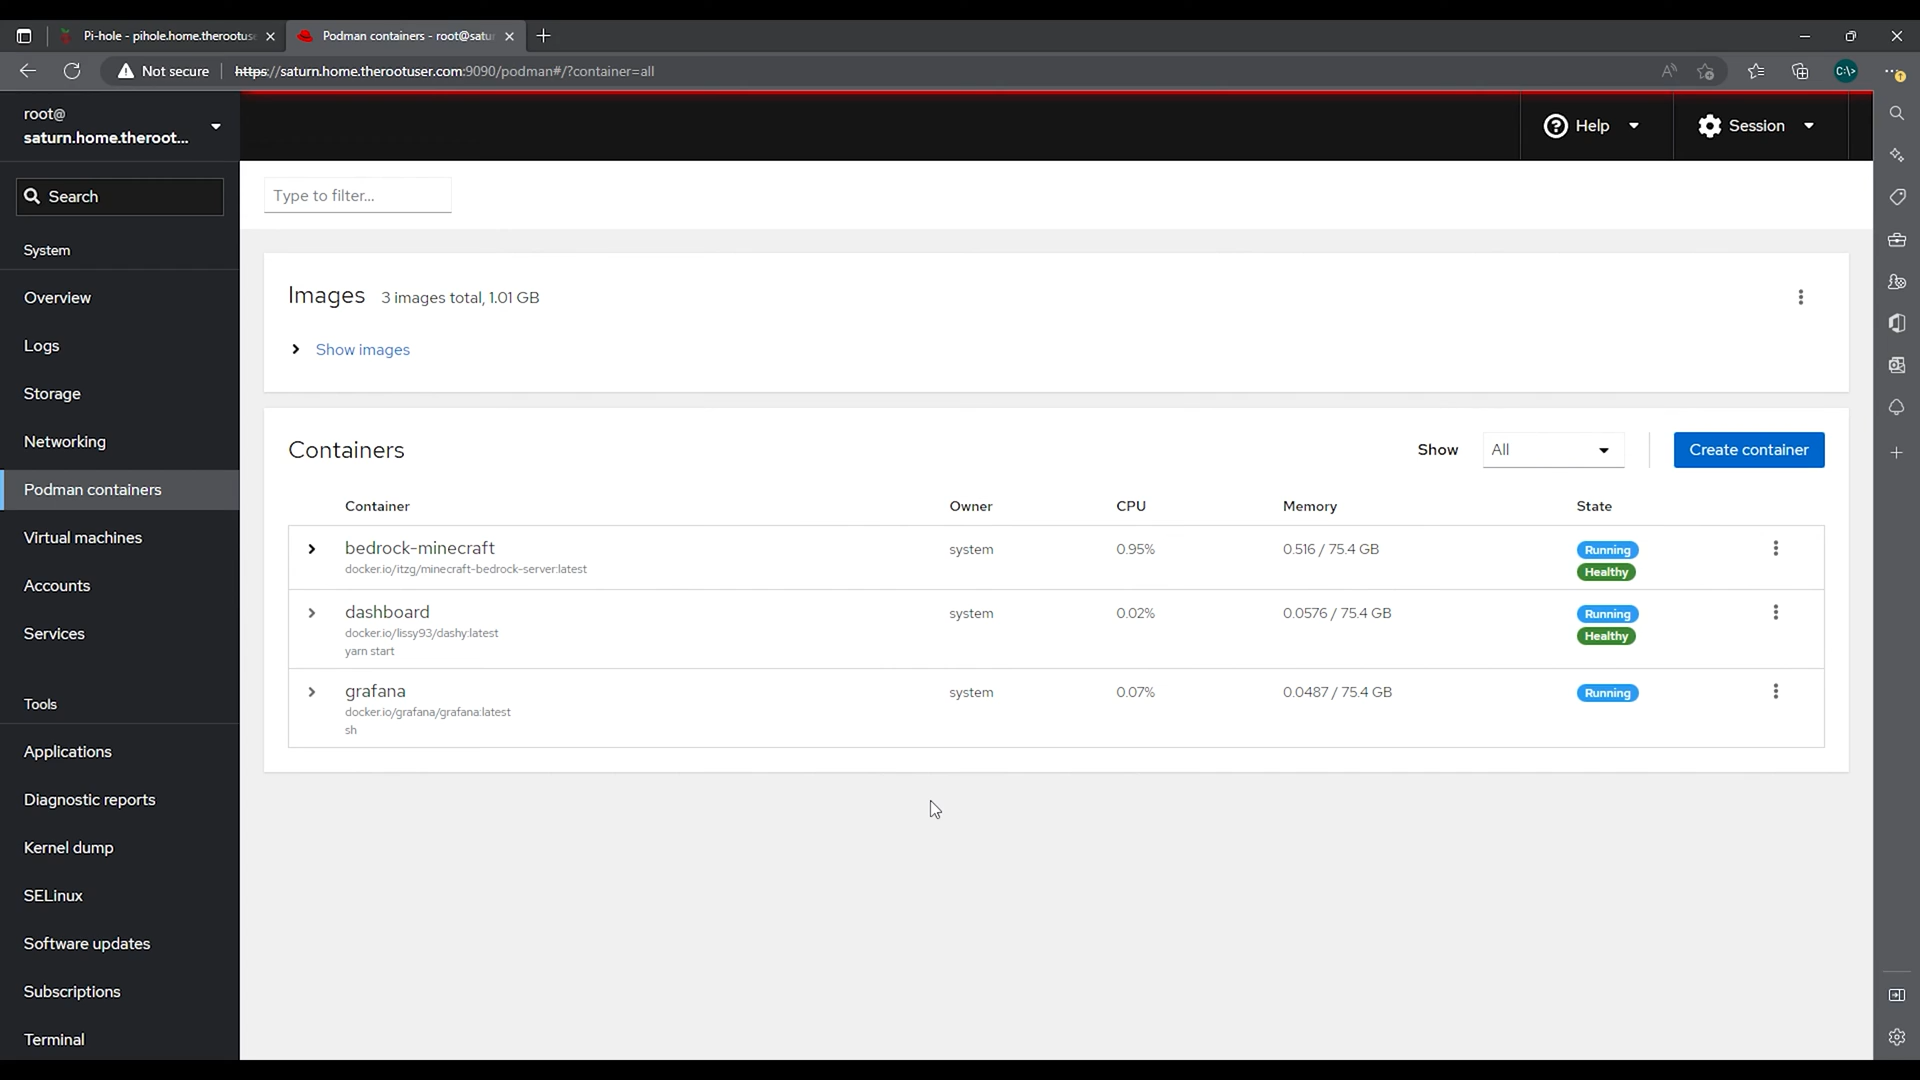 Pi-hole - pihole.home.therootus
Podman containers - root@satu
Not secure
https://saturn.home.therootuser.com:9090/podman#/?container=all
C:\>
root@
saturn.home.theroot...
Help
Session
Search
Type to filter...
System
Overview
Logs
Storage
Networking
Podman containers
Virtual machines
Accounts
Services
Tools
Applications
Diagnostic reports
Kernel dump
SELinux
Software updates
Subscriptions
Terminal
Images 3 images total, 1.01 GB
Show images
Containers
Show
All
Create container
Container Owner CPU Memory State
bedrock-minecraft system 0.95% 0.516 / 75.4 GB Running
docker.io/itzg/minecraft-bedrock-server:latest Healthy
dashboard system 0.02% 0.0576 / 75.4 GB Running
docker.io/lissy93/dashy:latest Healthy
yarn start
grafana system 0.07% 0.0487 / 75.4 GB Running
docker.io/grafana/grafana:latest
sh